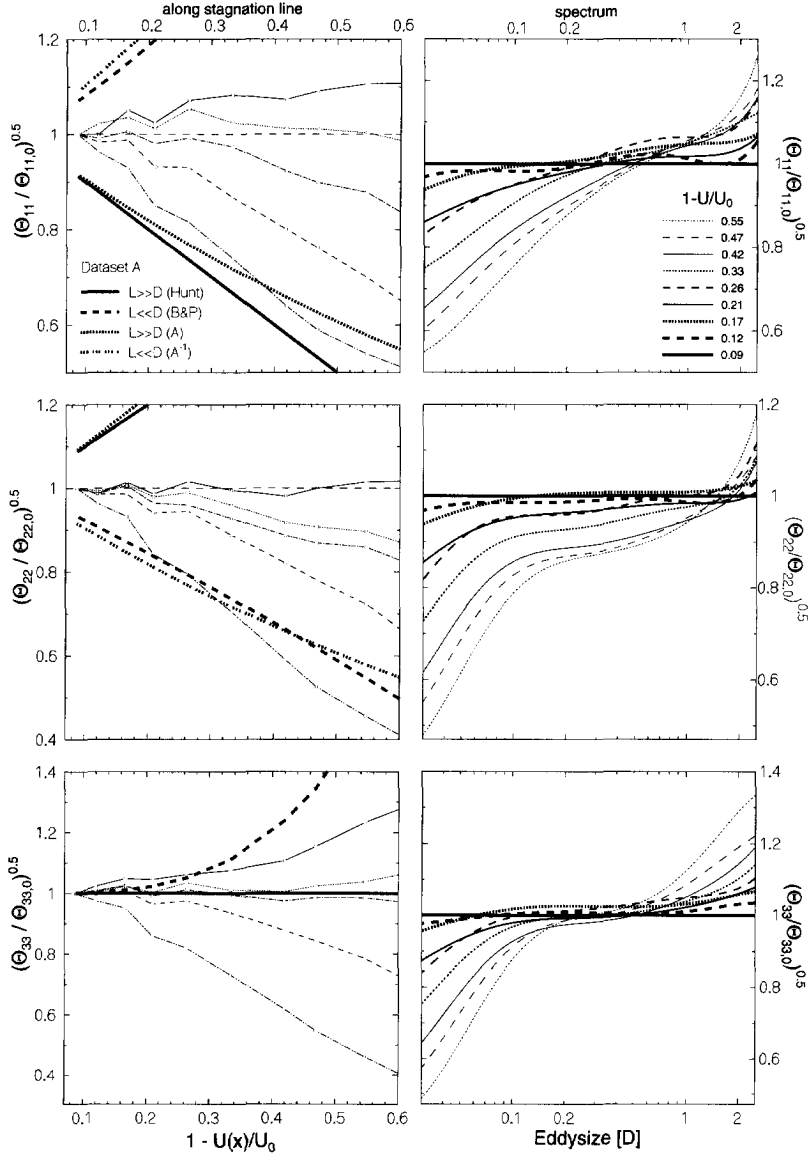 along stagnation line
0.1 0.2 0.3 0.4 0.5 0.6
spectrum
0.1 0.2 1 2
1.2
1
0.8
0.6
(Θ11 / Θ11,0)^0.5
Dataset A
L>>D (Hunt)
L<<D (B&P)
L>>D (A)
L<<D (A^-1)
1.2
1
0.8
0.6
(Θ11/Θ11,0)^0.5
1-U/U0
0.55
0.47
0.42
0.33
0.26
0.21
0.17
0.12
0.09
1.2
1
0.8
0.6
0.4
(Θ22 / Θ22,0)^0.5
1.2
1
0.8
0.6
(Θ22/Θ22,0)^0.5
1.4
1.2
1
0.8
0.6
0.4
(Θ33 / Θ33,0)^0.5
1.4
1.2
1
0.8
0.6
(Θ33/Θ33,0)^0.5
0.1 0.2 0.3 0.4 0.5 0.6
1 - U(x)/U0
0.1 0.2 1 2
Eddysize [D]